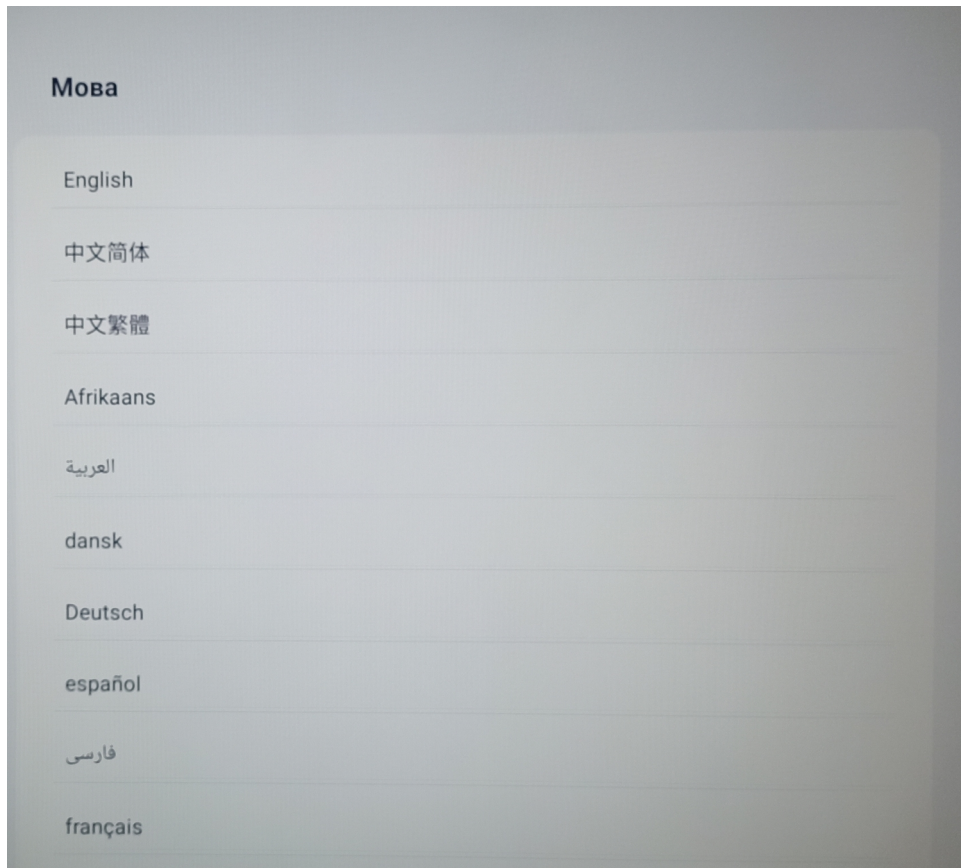 Мова
English
中文简体
中文繁體
Afrikaans
العربية
dansk
Deutsch
español
فارسی
français